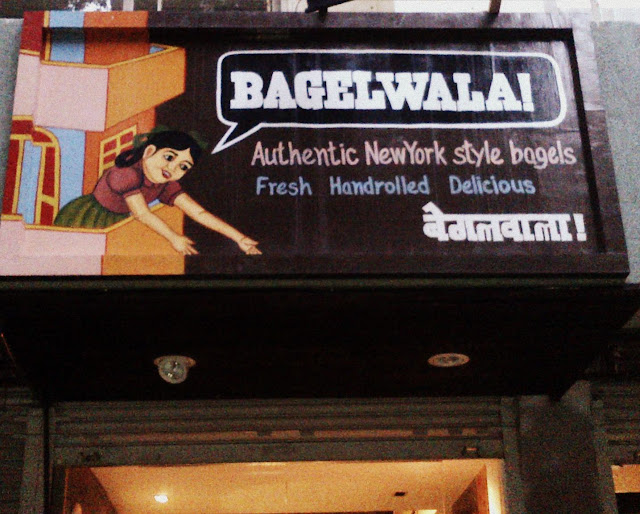 BAGELWALA!
Authentic NewYork style bagels
Fresh Handrolled Delicious
बेगलवाला!